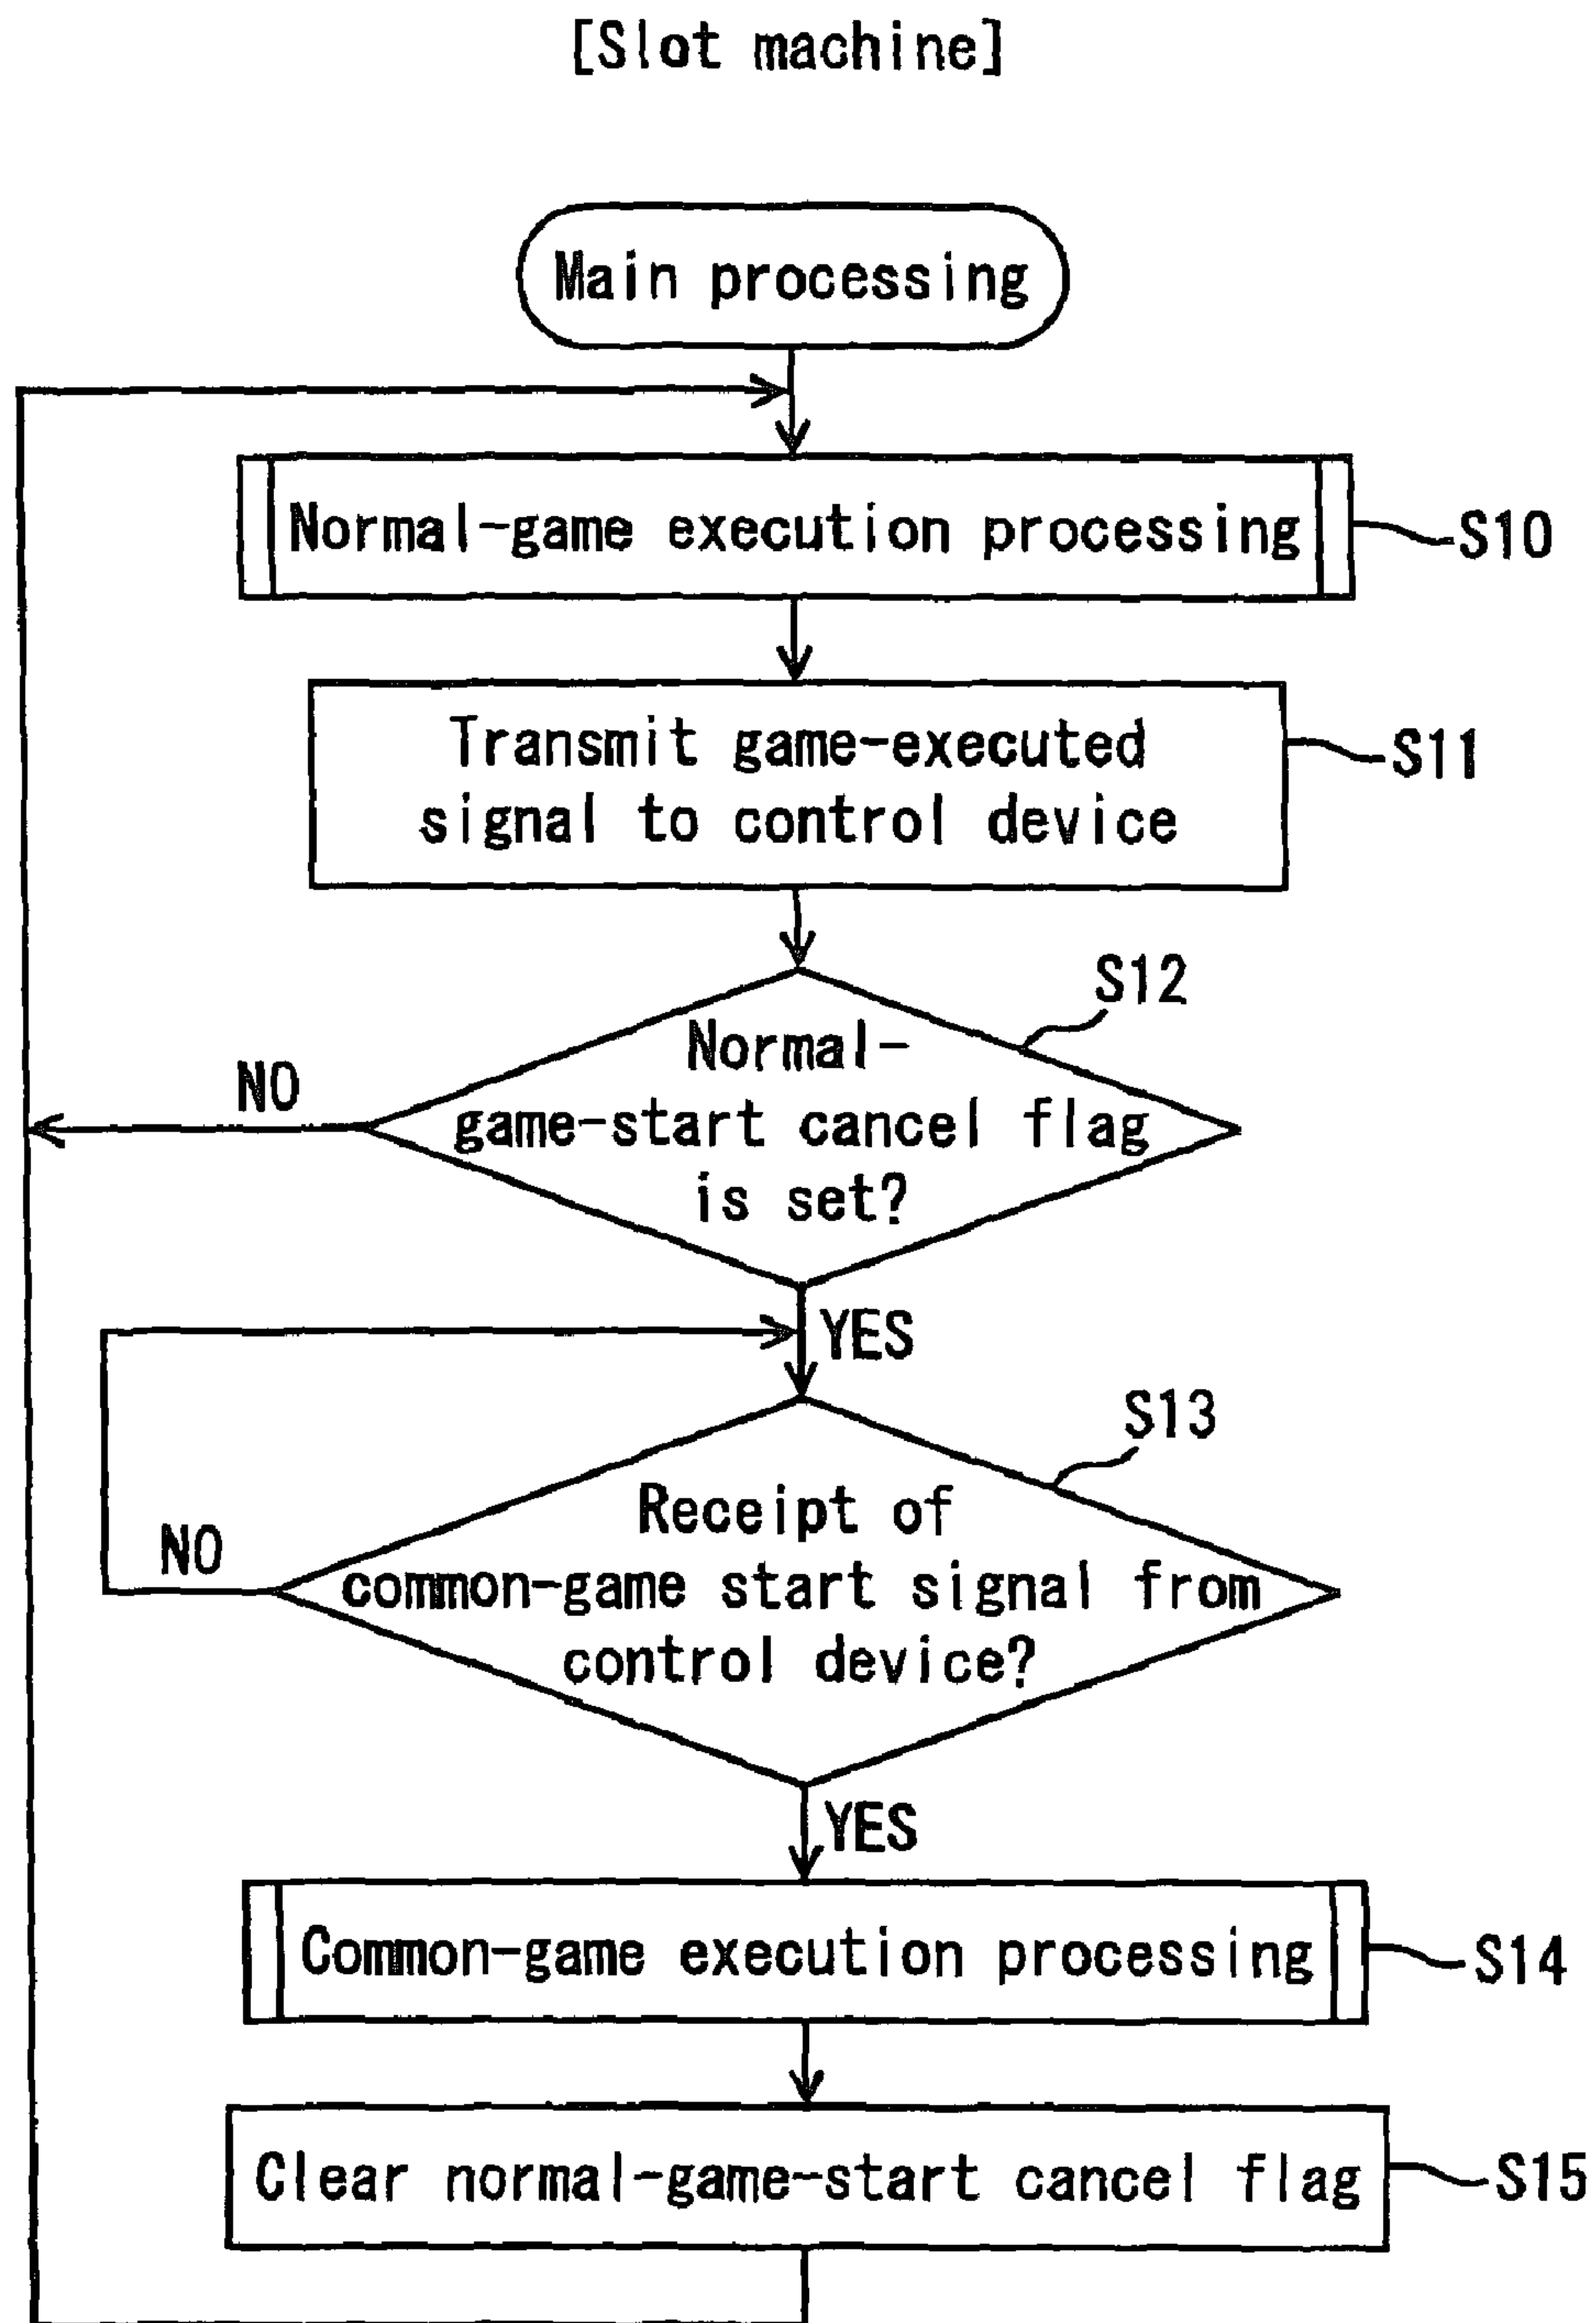 [Slot machine]
Main processing
Normal-game execution processing
S10
Transmit game-executed
signal to control device
S11
S12
Normal-
game-start cancel flag
is set?
NO
YES
S13
Receipt of
common-game start signal from
control device?
NO
YES
Common-game execution processing
S14
Clear normal-game-start cancel flag
S15